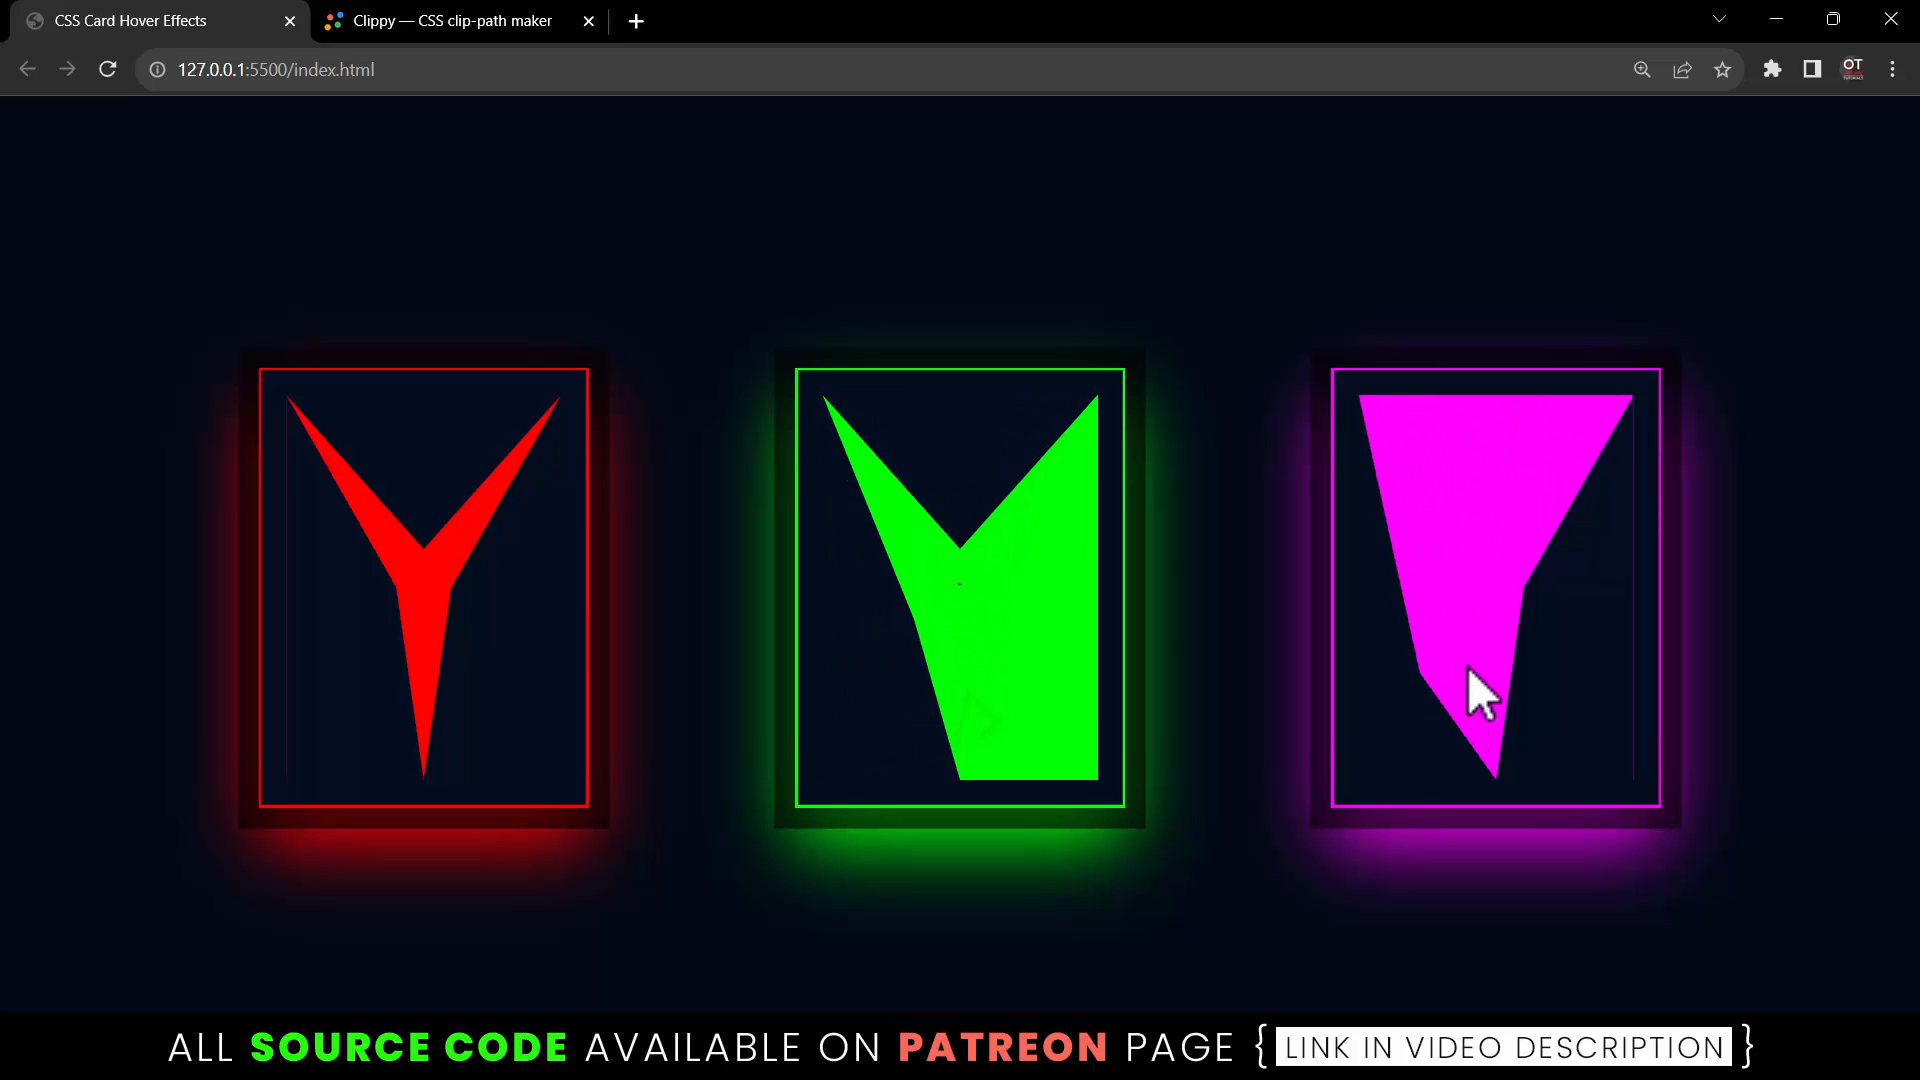 CSS Card Hover Effects
Clippy — CSS clip-path maker
127.0.0.1:5500/index.html
OT
ALL SOURCE CODE AVAILABLE ON PATREON PAGE { LINK IN VIDEO DESCRIPTION }